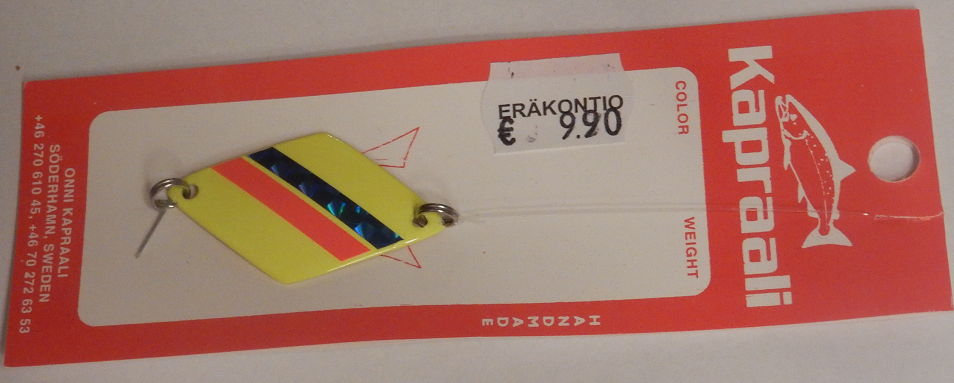 Kapraali
COLOR
WEIGHT
ERÄKONTIO
€ 9.90
HANDMADE
ONNI KAPRAALI
SÖDERHAMN, SWEDEN
+46 270 610 45, +46 70 272 63 53